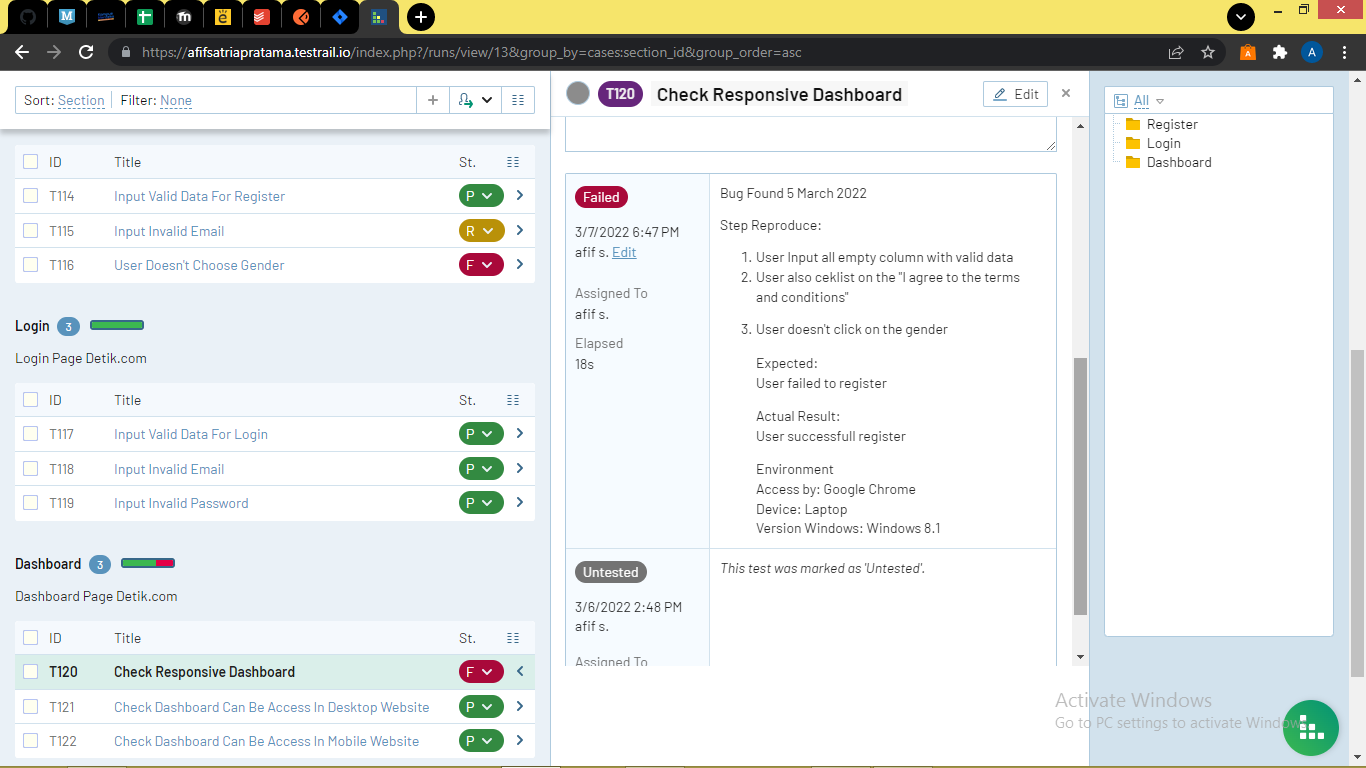 https://afifsatriapratama.testrail.io/index.php?/runs/view/13&group_by=cases:section_id&group_order=asc
A
Sort: Section
Filter: None
ID Title St.
T114 Input Valid Data For Register P
T115 Input Invalid Email R
T116 User Doesn't Choose Gender F
Login 3
Login Page Detik.com
ID Title St.
T117 Input Valid Data For Login P
T118 Input Invalid Email P
T119 Input Invalid Password P
Dashboard 3
Dashboard Page Detik.com
ID Title St.
T120 Check Responsive Dashboard F
T121 Check Dashboard Can Be Access In Desktop Website P
T122 Check Dashboard Can Be Access In Mobile Website P
T120 Check Responsive Dashboard
Edit
Failed
3/7/2022 6:47 PM
afif s. Edit
Assigned To
afif s.
Elapsed
18s
Bug Found 5 March 2022
Step Reproduce:
1. User Input all empty column with valid data
2. User also ceklist on the "I agree to the terms
and conditions"
3. User doesn't click on the gender
Expected:
User failed to register
Actual Result:
User successfull register
Environment
Access by: Google Chrome
Device: Laptop
Version Windows: Windows 8.1
Untested
3/6/2022 2:48 PM
afif s.
Assigned To
This test was marked as 'Untested'.
All
Register
Login
Dashboard
Activate Windows
Go to PC settings to activate Windows.